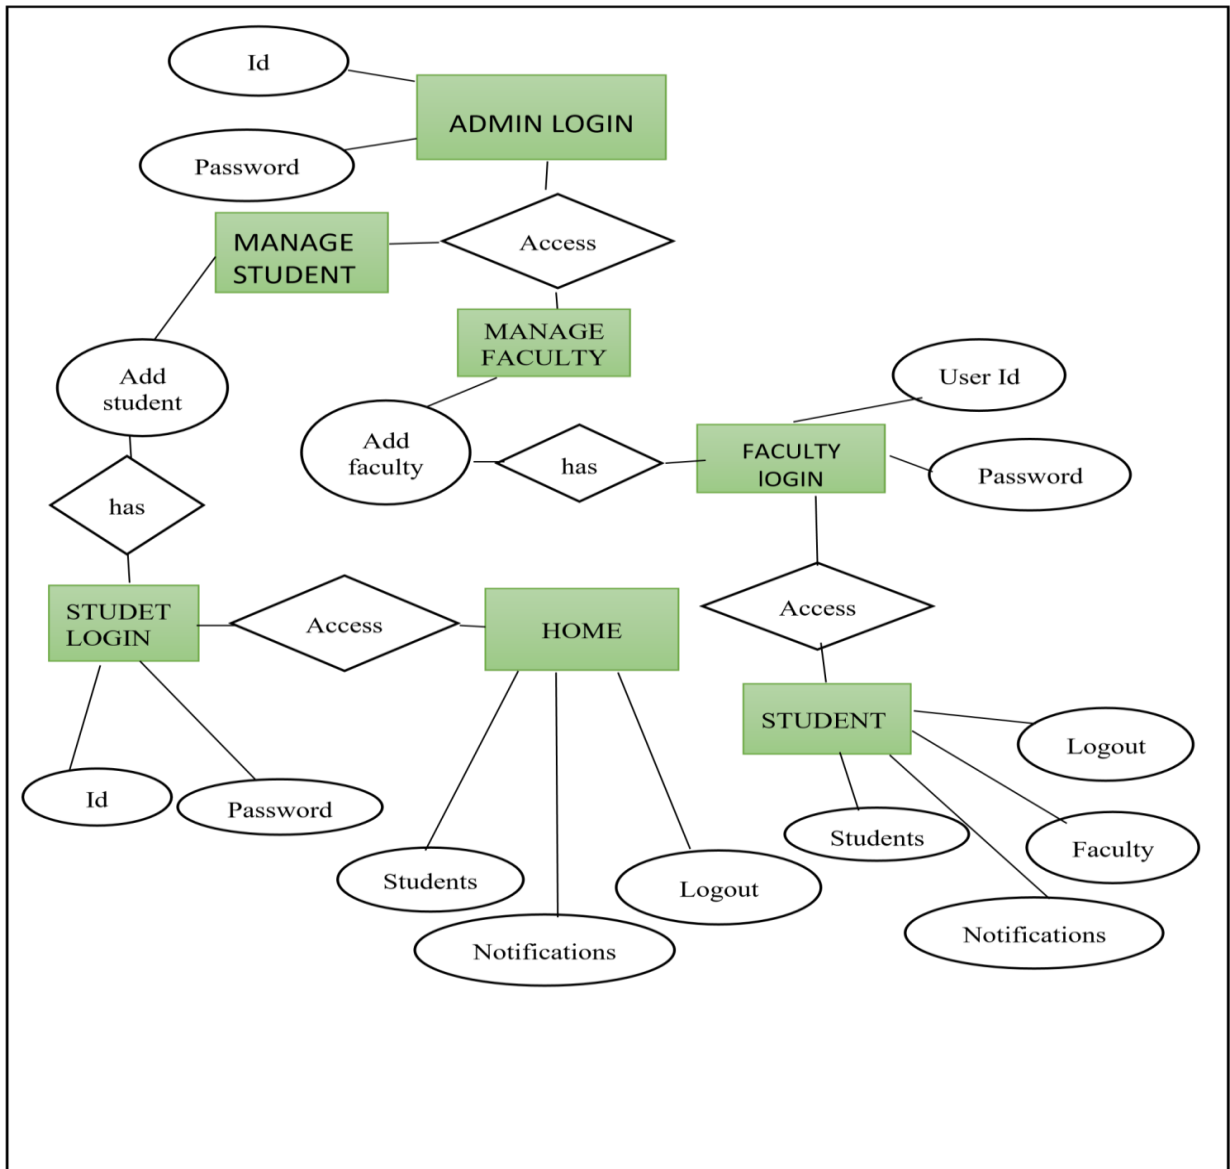 Id
ADMIN LOGIN
Password
MANAGE
STUDENT
Access
MANAGE
FACULTY
Add
student
User Id
Add
faculty
has
FACULTY
lOGIN
Password
has
STUDET
LOGIN
Access
HOME
Access
STUDENT
Logout
Id
Password
Students
Faculty
Students
Logout
Notifications
Notifications